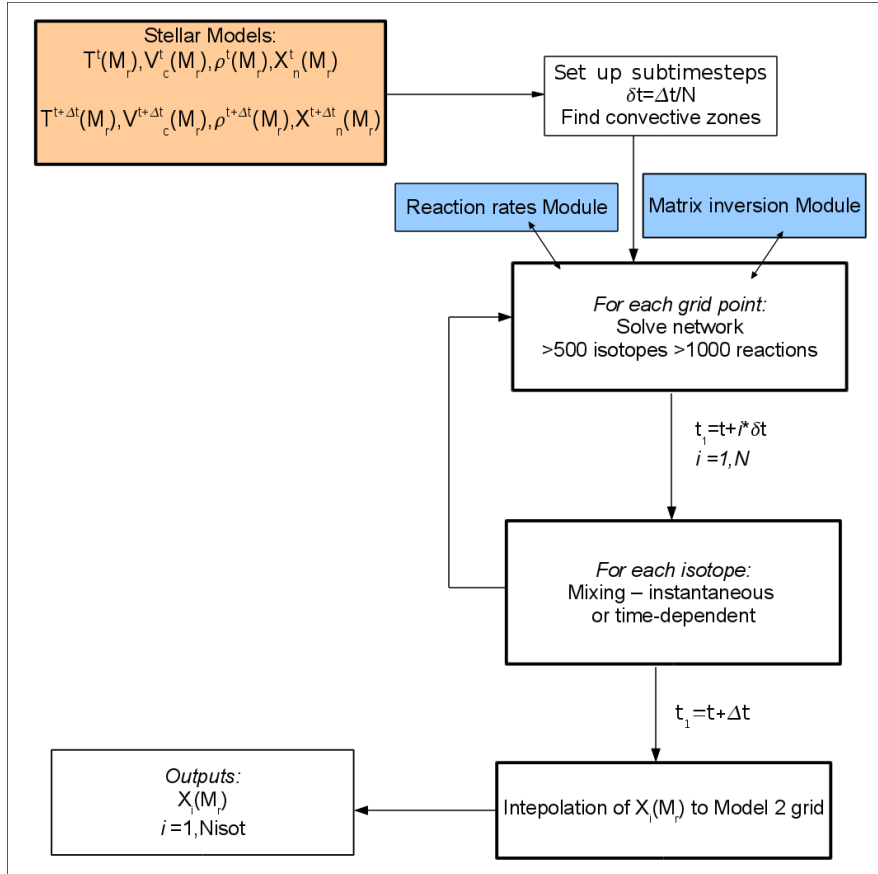 Stellar Models:
T^t(M_r),V^t_c(M_r),ρ^t(M_r),X^t_n(M_r)
T^{t+Δt}(M_r),V^{t+Δt}_c(M_r),ρ^{t+Δt}(M_r),X^{t+Δt}_n(M_r)
Set up subtimesteps
δt=Δt/N
Find convective zones
Reaction rates Module
Matrix inversion Module
For each grid point:
Solve network
>500 isotopes >1000 reactions
t_1=t+i*δt
i =1,N
For each isotope:
Mixing – instantaneous
or time-dependent
t_1=t+Δt
Intepolation of X_i(M_r) to Model 2 grid
Outputs:
X_i(M_r)
i =1,Nisot